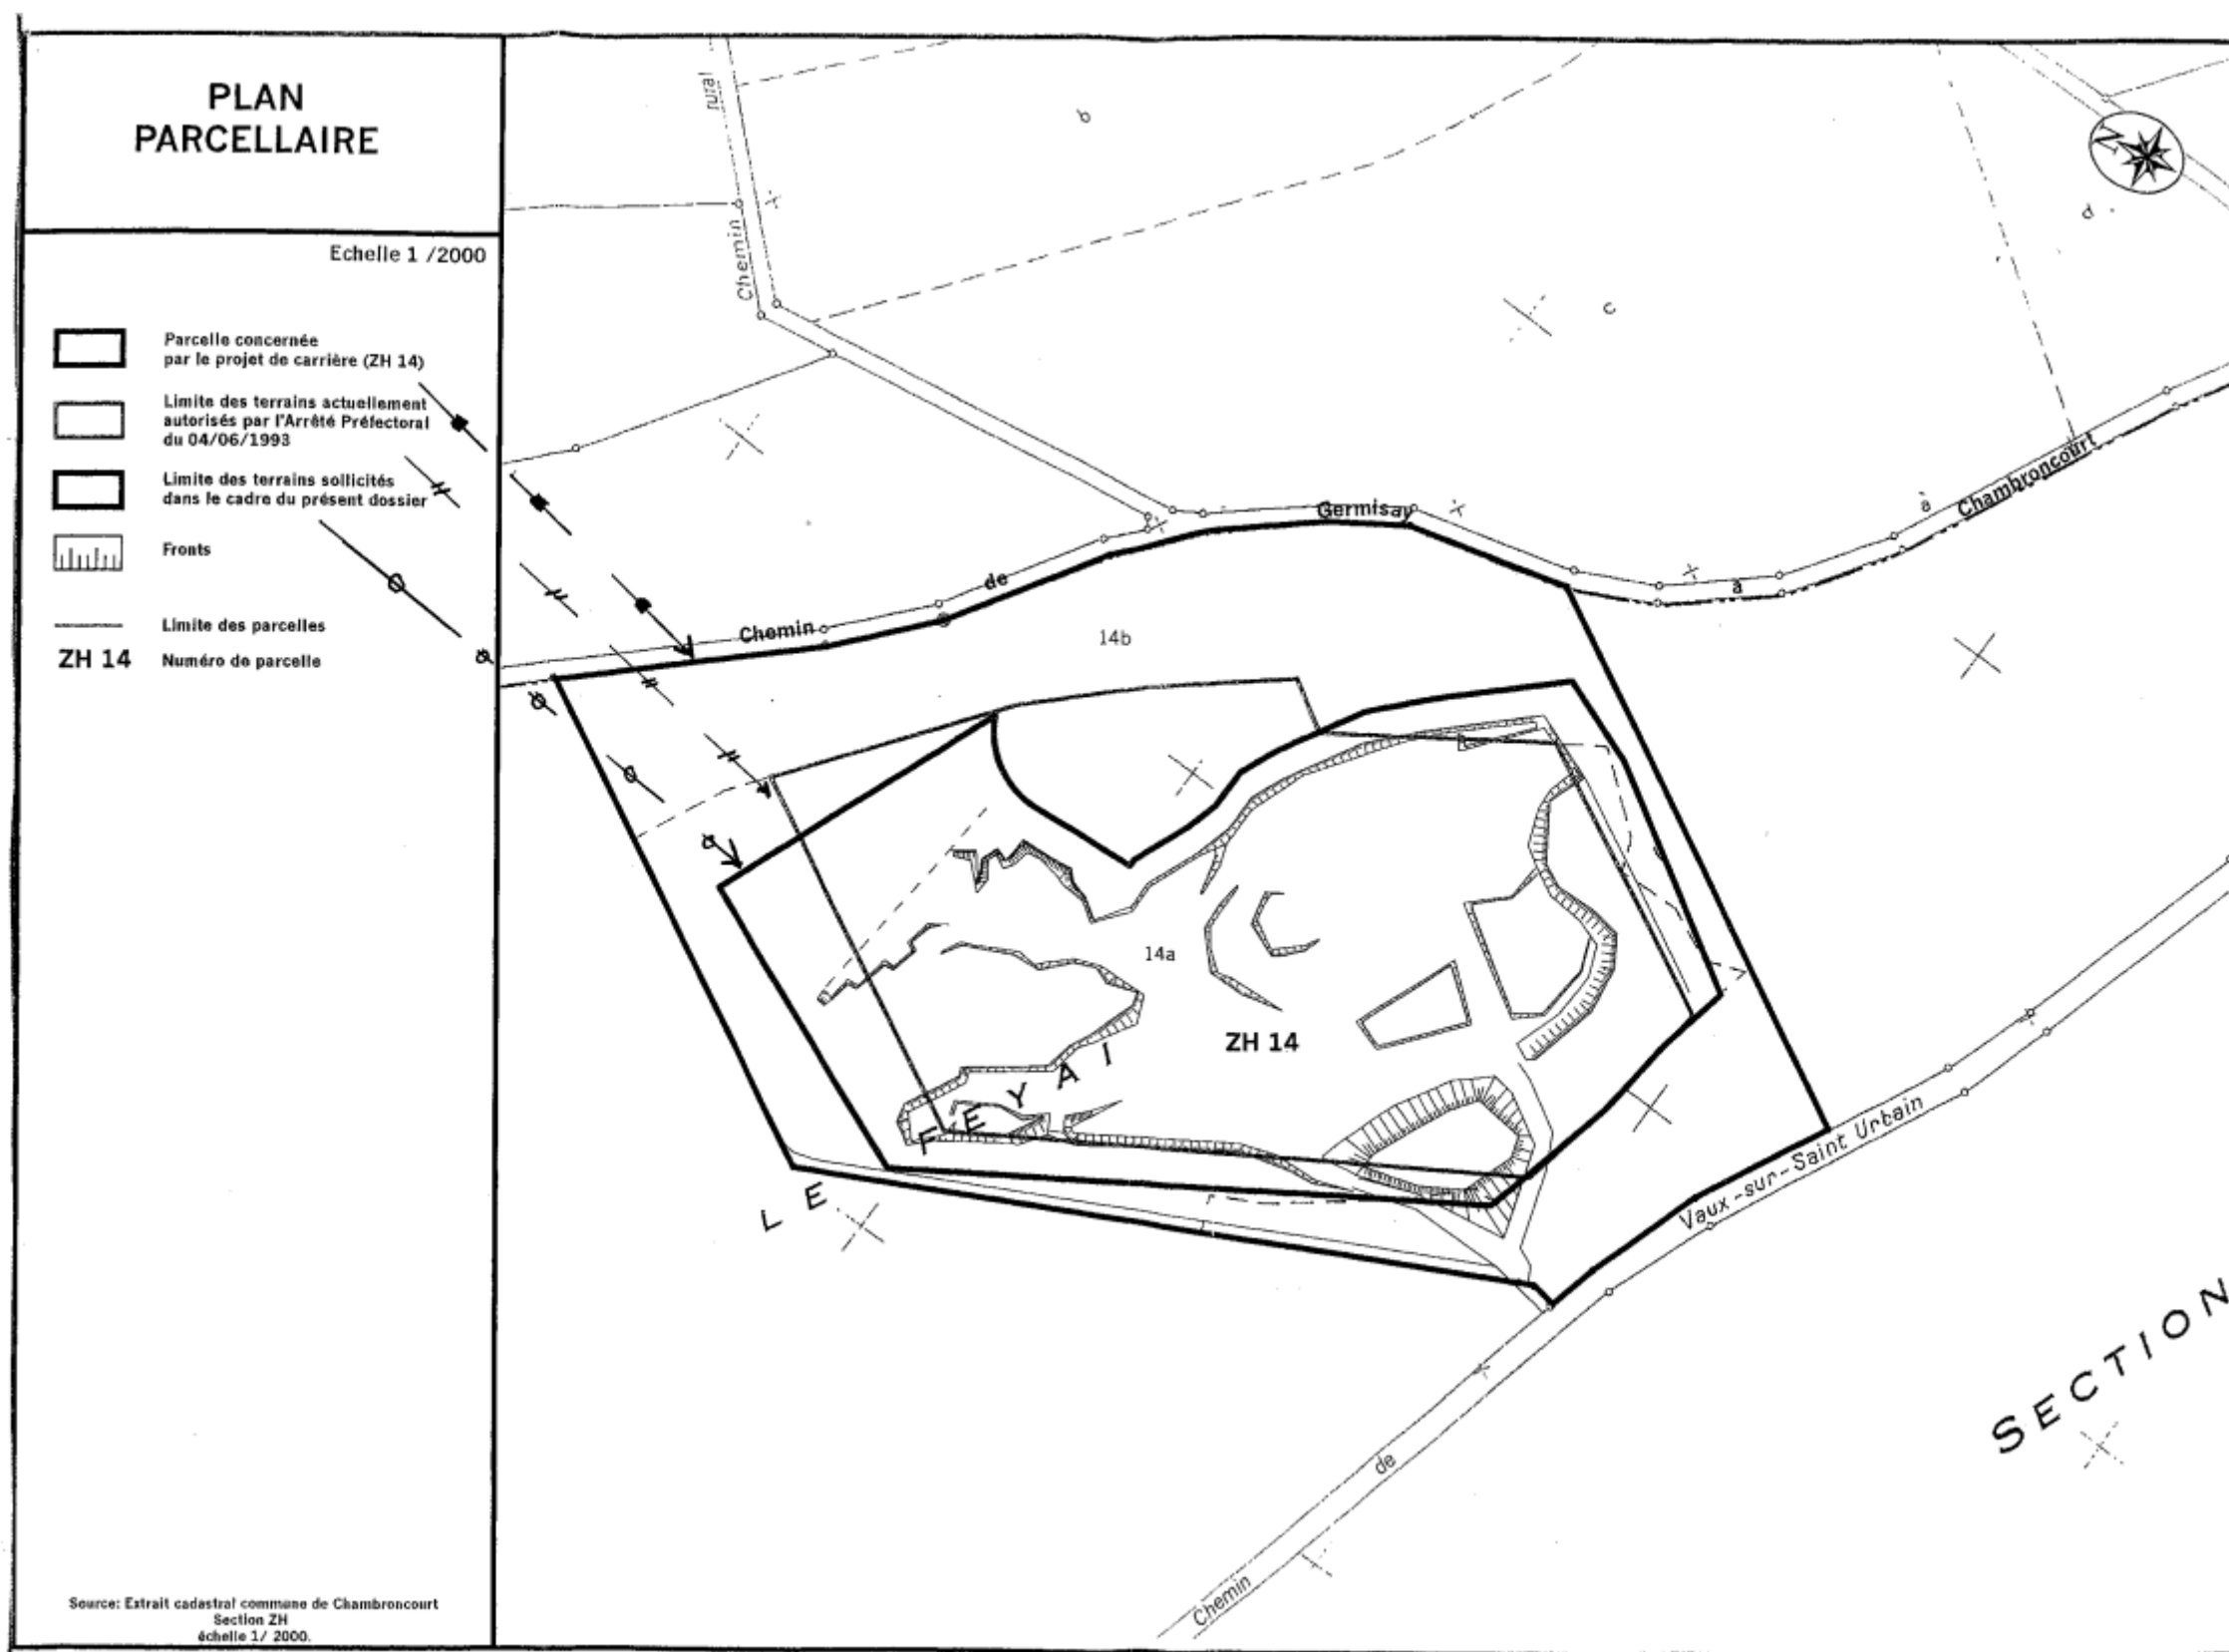 PLAN
PARCELLAIRE
Echelle 1 /2000
Parcelle concernée
par le projet de carrière (ZH 14)
Limite des terrains actuellement
autorisés par l'Arrêté Préfectoral
du 04/06/1993
Limite des terrains sollicités
dans le cadre du présent dossier
Fronts
Limite des parcelles
ZH 14 Numéro de parcelle
Source: Extrait cadastral commune de Chambroncourt
Section ZH
échelle 1/ 2000.
Chemin rural
b
N
d
c
Chemin de Germisay à Chambroncourt
à
14b
14a
ZH 14
LE FEYAI
Chemin de Vaux-sur-Saint Urbain
SECTION